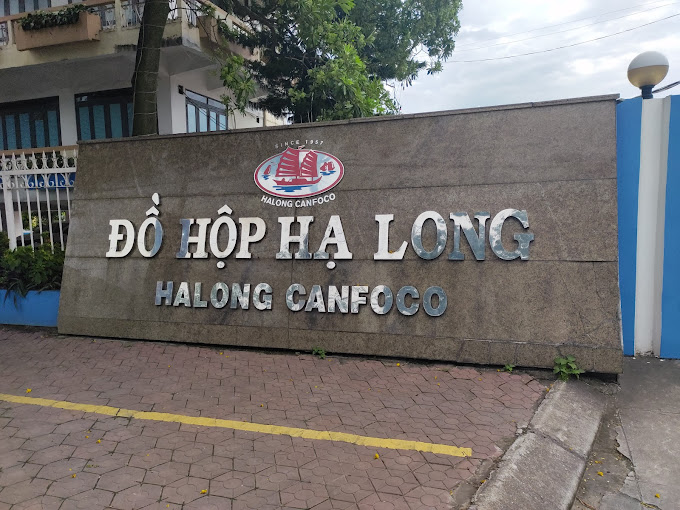 SINCE 1957
HALONG CANFOCO
ĐỒ HỘP HẠ LONG
HALONG CANFOCO